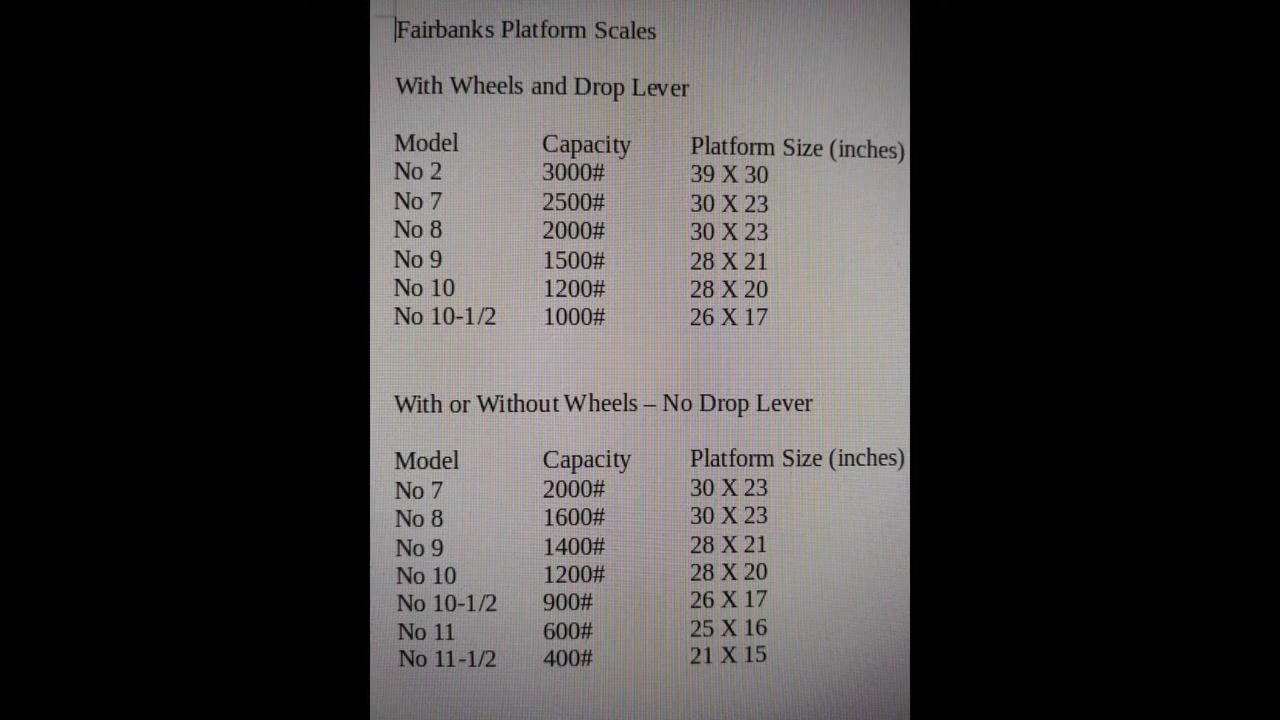 Fairbanks Platform Scales
With Wheels and Drop Lever
Model Capacity Platform Size (inches)
No 2 3000# 39 X 30
No 7 2500# 30 X 23
No 8 2000# 30 X 23
No 9 1500# 28 X 21
No 10 1200# 28 X 20
No 10-1/2 1000# 26 X 17
With or Without Wheels – No Drop Lever
Model Capacity Platform Size (inches)
No 7 2000# 30 X 23
No 8 1600# 30 X 23
No 9 1400# 28 X 21
No 10 1200# 28 X 20
No 10-1/2 900# 26 X 17
No 11 600# 25 X 16
No 11-1/2 400# 21 X 15